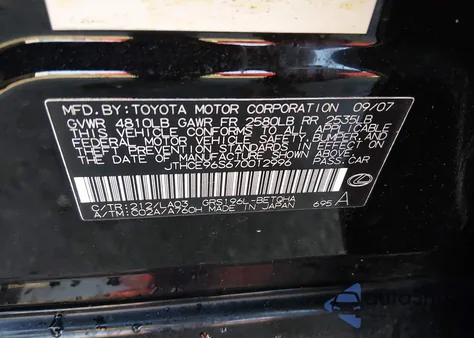 MFD. BY: TOYOTA MOTOR CORPORATION 09/07
GVWR 4810LB GAWR FR 2580LB RR 2535LB
THIS VEHICLE CONFORMS TO ALL APPLICABLE
FEDERAL MOTOR VEHICLE SAFETY, BUMPER,
AND THEFT PREVENTION STANDARDS IN EFFECT ON
THE DATE OF MANUFACTURE SHOWN ABOVE.
JTHCE96S670012996 PASS.CAR
C/TR:212/LA03 GRS196L-BETQHA
A/TM:002A/A760H MADE IN JAPAN 695 A